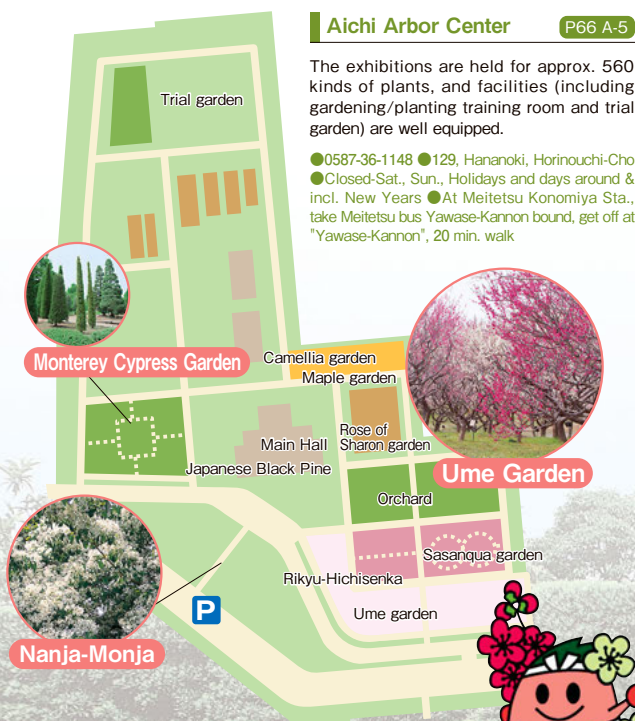 Aichi Arbor Center
P66 A-5
The exhibitions are held for approx. 560
kinds of plants, and facilities (including
gardening/planting training room and trial
garden) are well equipped.
●0587-36-1148 ●129, Hananoki, Horinouchi-Cho
●Closed-Sat., Sun., Holidays and days around &
incl. New Years ●At Meitetsu Konomiya Sta.,
take Meitetsu bus Yawase-Kannon bound, get off at
"Yawase-Kannon", 20 min. walk
Trial garden
Monterey Cypress Garden
Camellia garden
Maple garden
Main Hall
Rose of
Sharon garden
Japanese Black Pine
Ume Garden
Orchard
Sasanqua garden
Rikyu-Hichisenka
Ume garden
P
Nanja-Monja